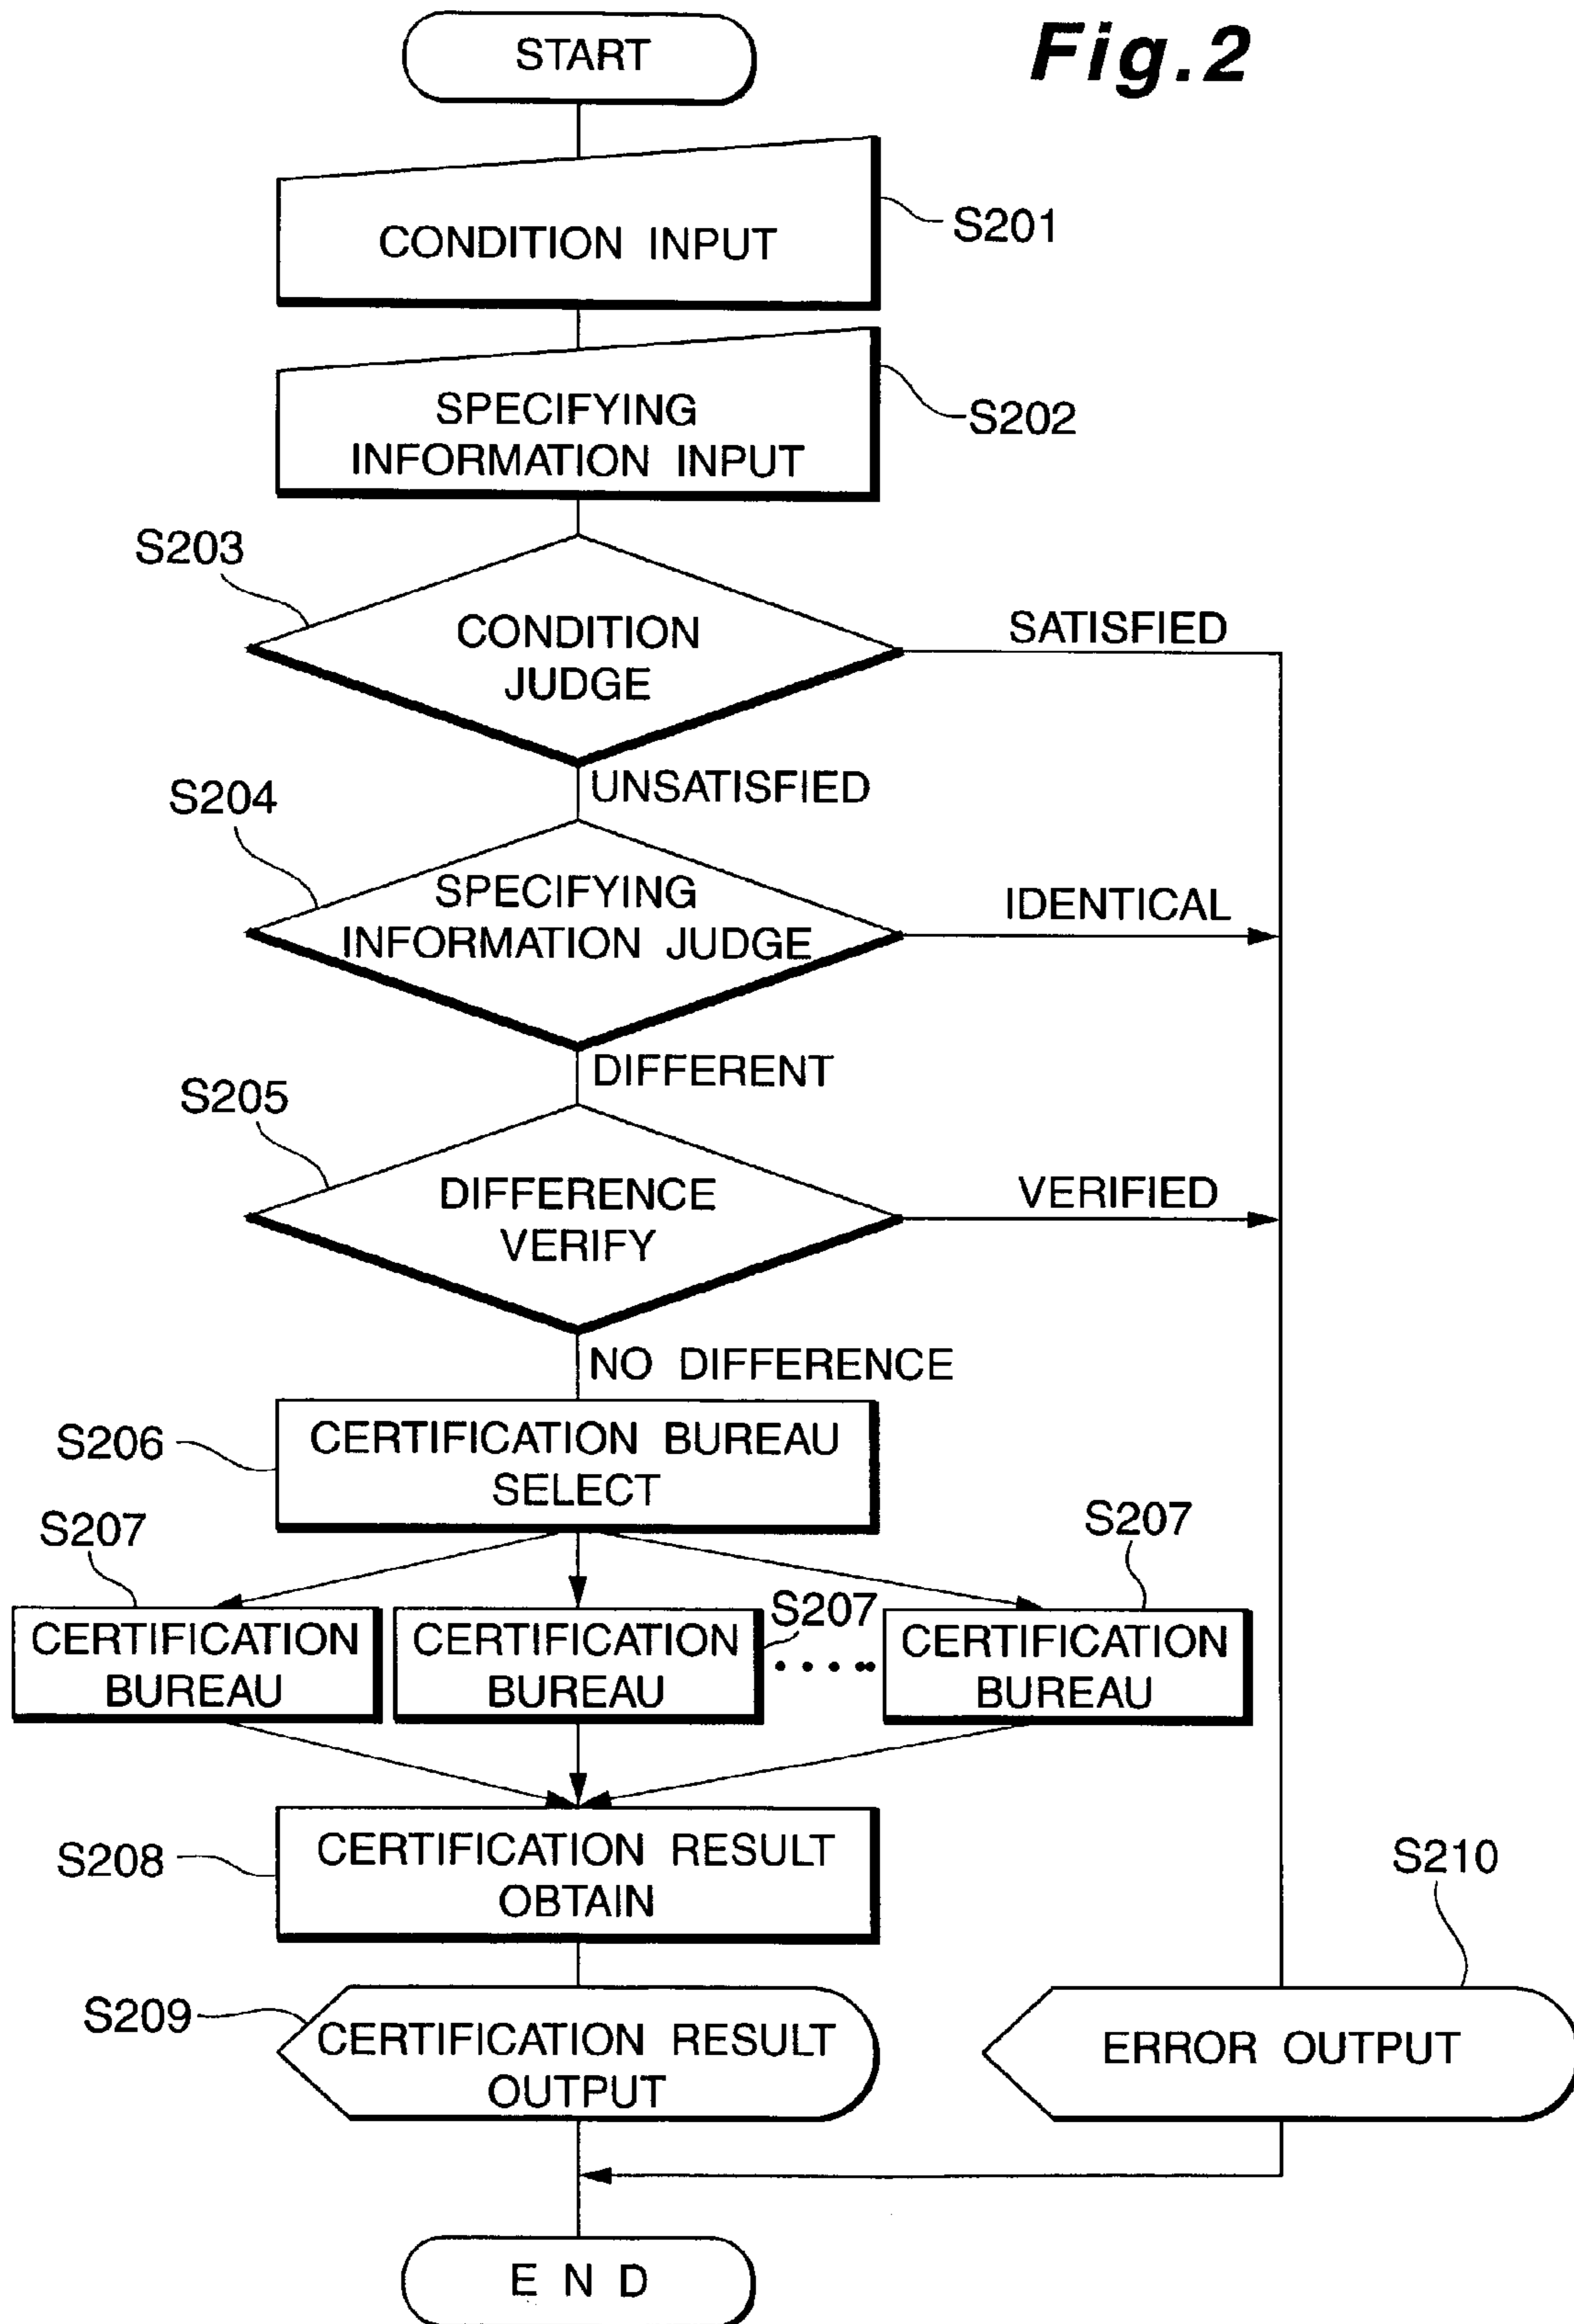 Fig.2
START
CONDITION INPUT
S201
SPECIFYING
INFORMATION INPUT
S202
S203
CONDITION
JUDGE
SATISFIED
UNSATISFIED
S204
SPECIFYING
INFORMATION JUDGE
IDENTICAL
DIFFERENT
S205
DIFFERENCE
VERIFY
VERIFIED
NO DIFFERENCE
S206
CERTIFICATION BUREAU
SELECT
S207
S207
S207
CERTIFICATION
BUREAU
CERTIFICATION
BUREAU
.....
CERTIFICATION
BUREAU
S208
CERTIFICATION RESULT
OBTAIN
S210
S209
CERTIFICATION RESULT
OUTPUT
ERROR OUTPUT
E N D